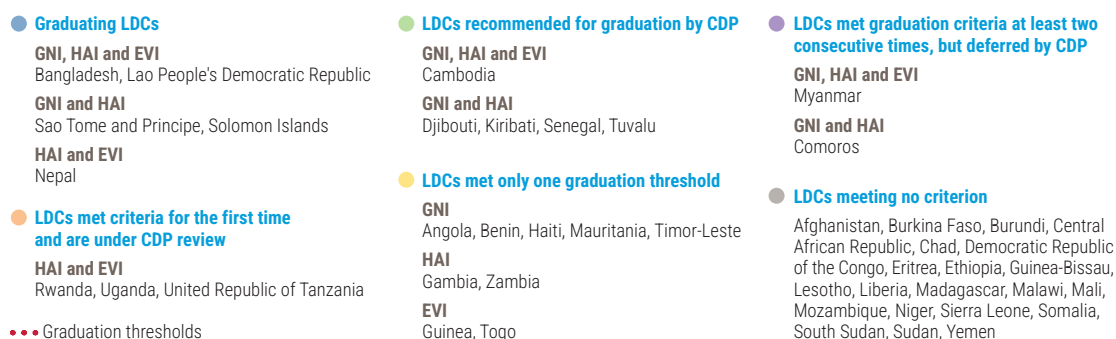 Graduating LDCs
GNI, HAI and EVI
Bangladesh, Lao People's Democratic Republic
GNI and HAI
Sao Tome and Principe, Solomon Islands
HAI and EVI
Nepal
LDCs met criteria for the first time
and are under CDP review
HAI and EVI
Rwanda, Uganda, United Republic of Tanzania
Graduation thresholds
LDCs recommended for graduation by CDP
GNI, HAI and EVI
Cambodia
GNI and HAI
Djibouti, Kiribati, Senegal, Tuvalu
LDCs met only one graduation threshold
GNI
Angola, Benin, Haiti, Mauritania, Timor-Leste
HAI
Gambia, Zambia
EVI
Guinea, Togo
LDCs met graduation criteria at least two
consecutive times, but deferred by CDP
GNI, HAI and EVI
Myanmar
GNI and HAI
Comoros
LDCs meeting no criterion
Afghanistan, Burkina Faso, Burundi, Central
African Republic, Chad, Democratic Republic
of the Congo, Eritrea, Ethiopia, Guinea-Bissau,
Lesotho, Liberia, Madagascar, Malawi, Mali,
Mozambique, Niger, Sierra Leone, Somalia,
South Sudan, Sudan, Yemen